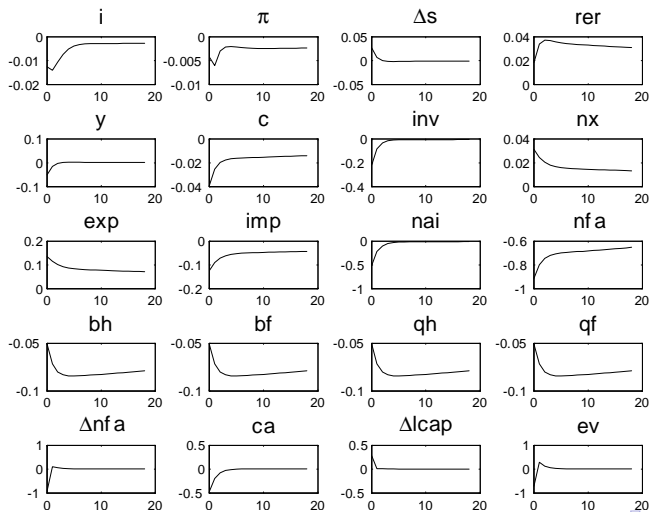 i π Δs rer
0 0 0.05 0.04
-0.01 -0.005 0 0.02
-0.02 -0.01 -0.05 0
0 10 20 0 10 20 0 10 20 0 10 20
y c inv nx
0.1 0 0 0.04
0 -0.02 -0.2 0.02
-0.1 -0.04 -0.4 0
0 10 20 0 10 20 0 10 20 0 10 20
exp imp nai nfa
0.2 0 0 -0.6
0.1 -0.1 -0.5 -0.8
0 -0.2 -1 -1
0 10 20 0 10 20 0 10 20 0 10 20
bh bf qh qf
-0.05 -0.05 -0.05 -0.05
-0.1 -0.1 -0.1 -0.1
0 10 20 0 10 20 0 10 20 0 10 20
Δnfa ca Δlcap ev
1 0.5 0.5 1
0 0 0 0
-1 -0.5 -0.5 -1
0 10 20 0 10 20 0 10 20 0 10 20